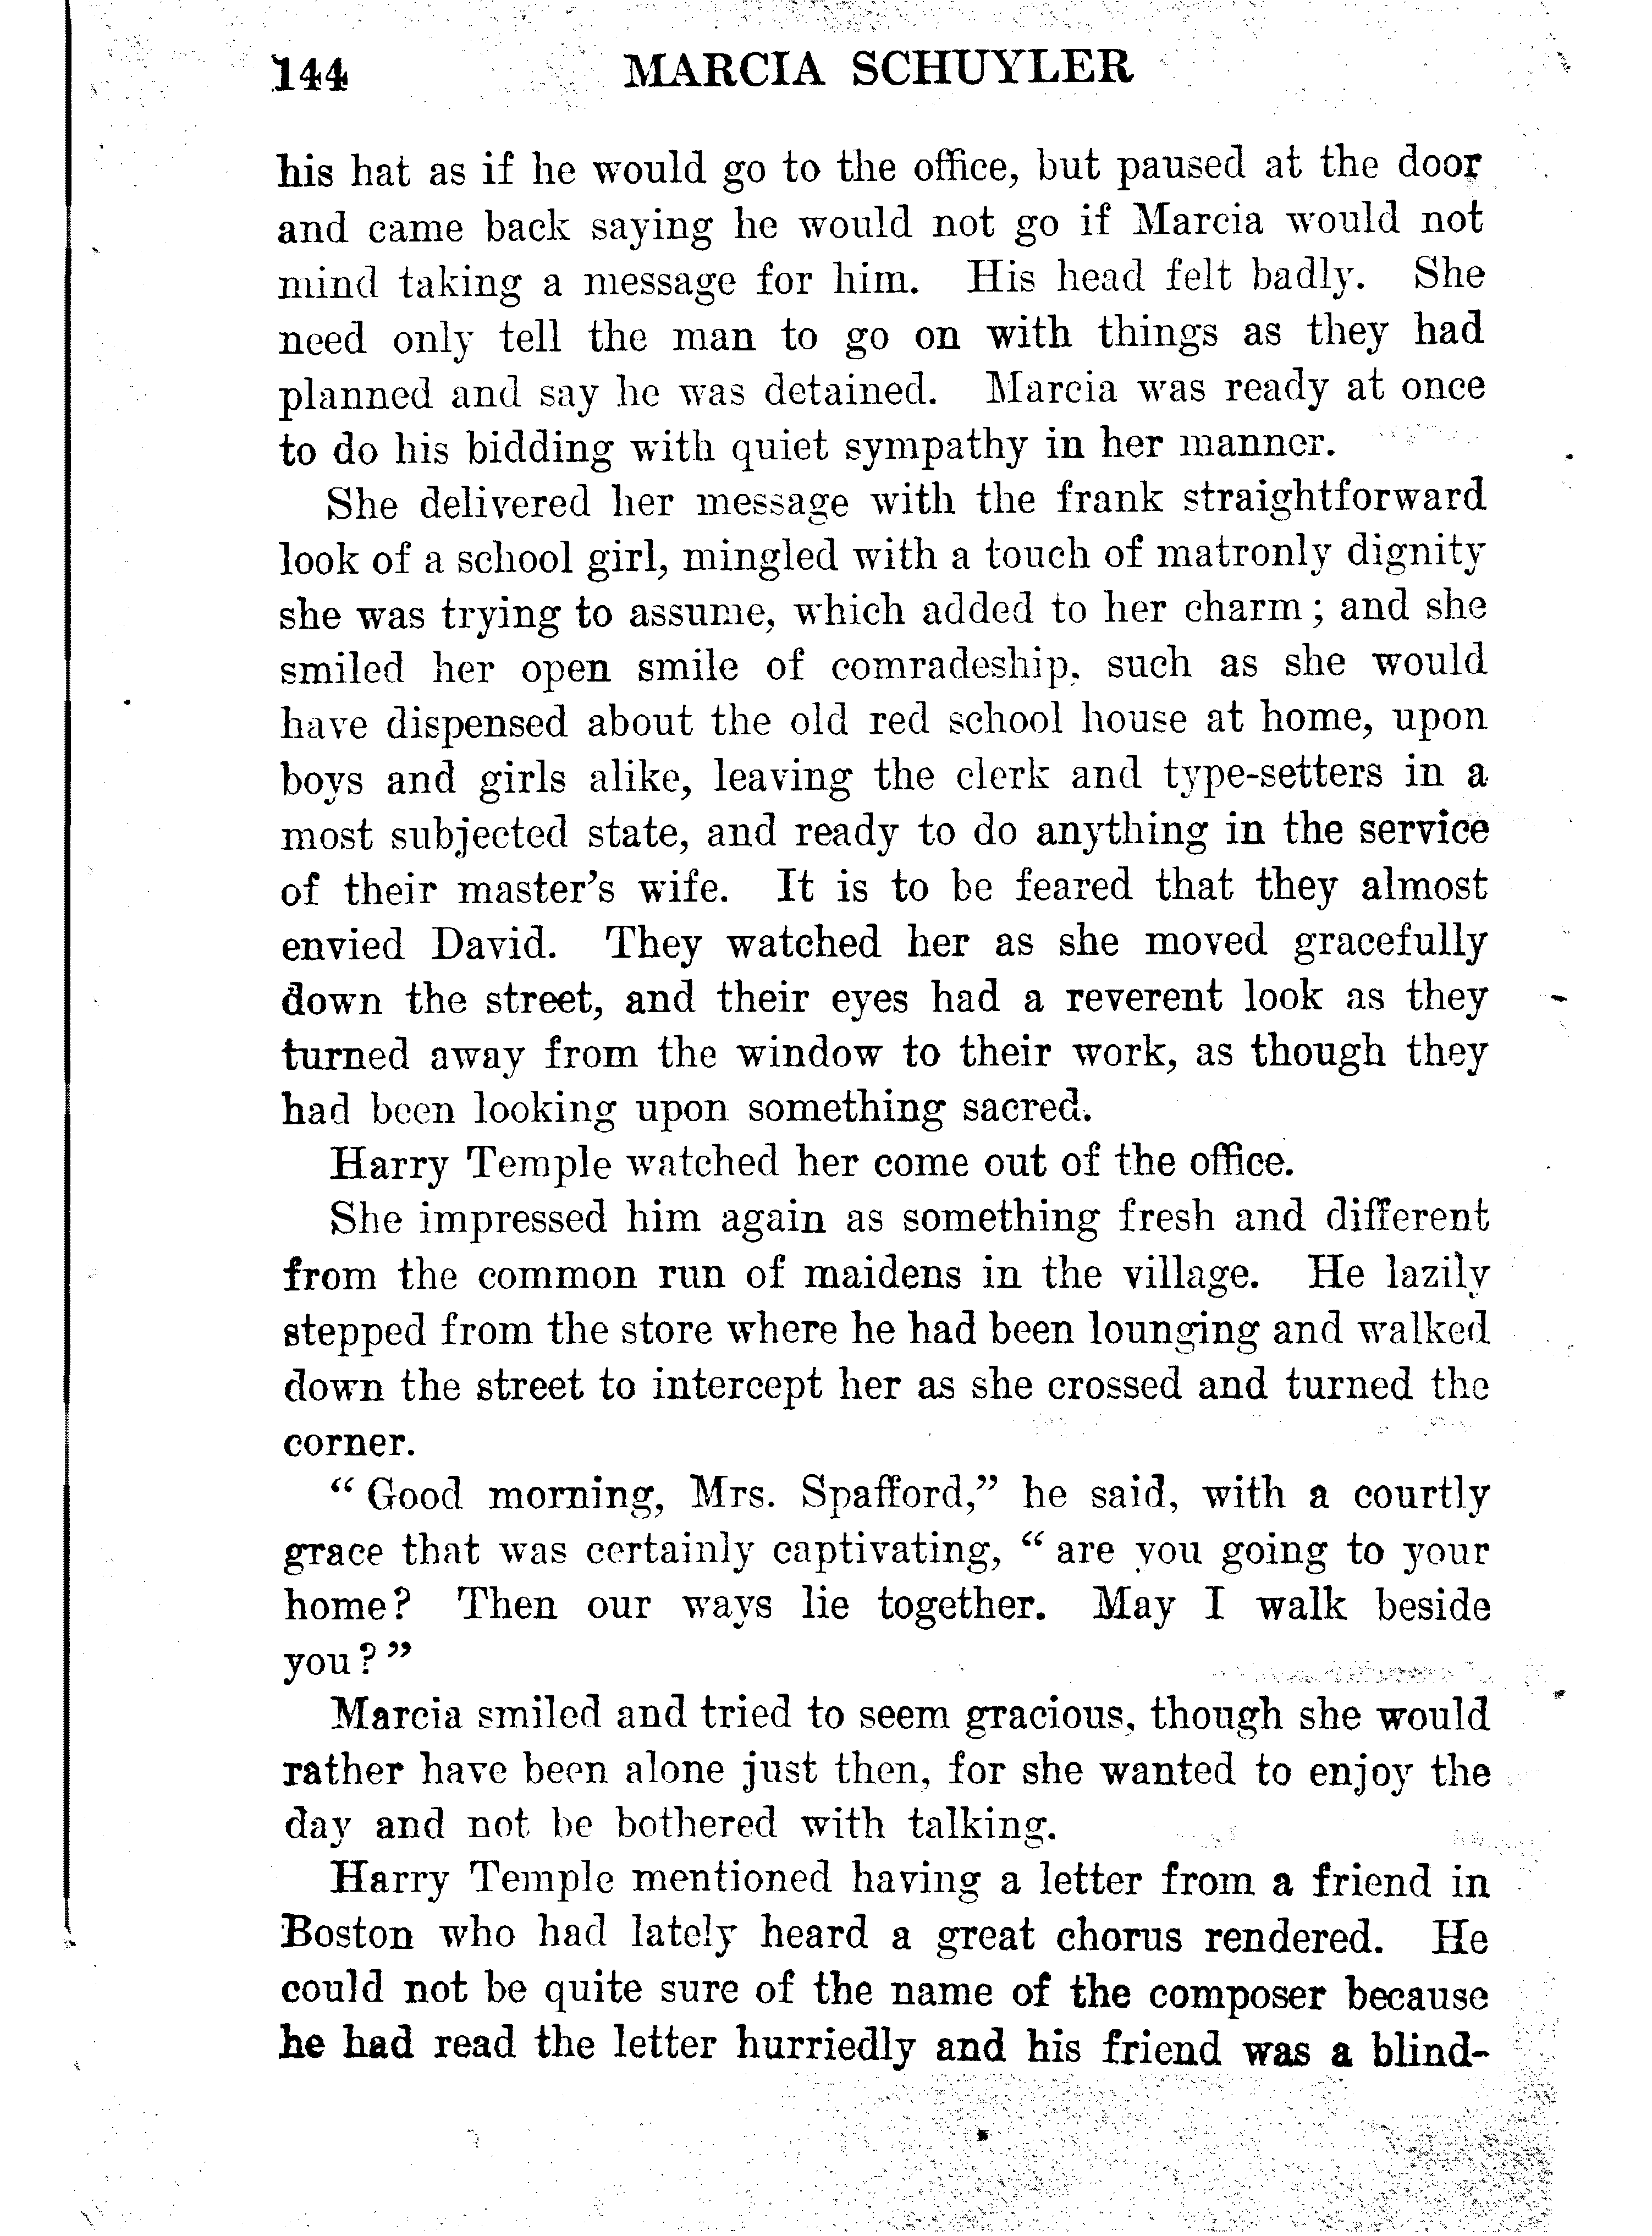 144 MARCIA SCHUYLER
his hat as if he would go to the office, but paused at the door
and came back saying he would not go if Marcia would not
mind taking a message for him. His head felt badly. She
need only tell the man to go on with things as they had
planned and say he was detained. Marcia was ready at once
to do his bidding with quiet sympathy in her manner.
She delivered her message with the frank straightforward
look of a school girl, mingled with a touch of matronly dignity
she was trying to assume, which added to her charm; and she
smiled her open smile of comradeship, such as she would
have dispensed about the old red school house at home, upon
boys and girls alike, leaving the clerk and type-setters in a
most subjected state, and ready to do anything in the service
of their master's wife. It is to be feared that they almost
envied David. They watched her as she moved gracefully
down the street, and their eyes had a reverent look as they
turned away from the window to their work, as though they
had been looking upon something sacred.
Harry Temple watched her come out of the office.
She impressed him again as something fresh and different
from the common run of maidens in the village. He lazily
stepped from the store where he had been lounging and walked
down the street to intercept her as she crossed and turned the
corner.
"Good morning, Mrs. Spafford," he said, with a courtly
grace that was certainly captivating, "are you going to your
home? Then our ways lie together. May I walk beside
you?"
Marcia smiled and tried to seem gracious, though she would
rather have been alone just then, for she wanted to enjoy the
day and not be bothered with talking.
Harry Temple mentioned having a letter from a friend in
Boston who had lately heard a great chorus rendered. He
could not be quite sure of the name of the composer because
he had read the letter hurriedly and his friend was a blind-